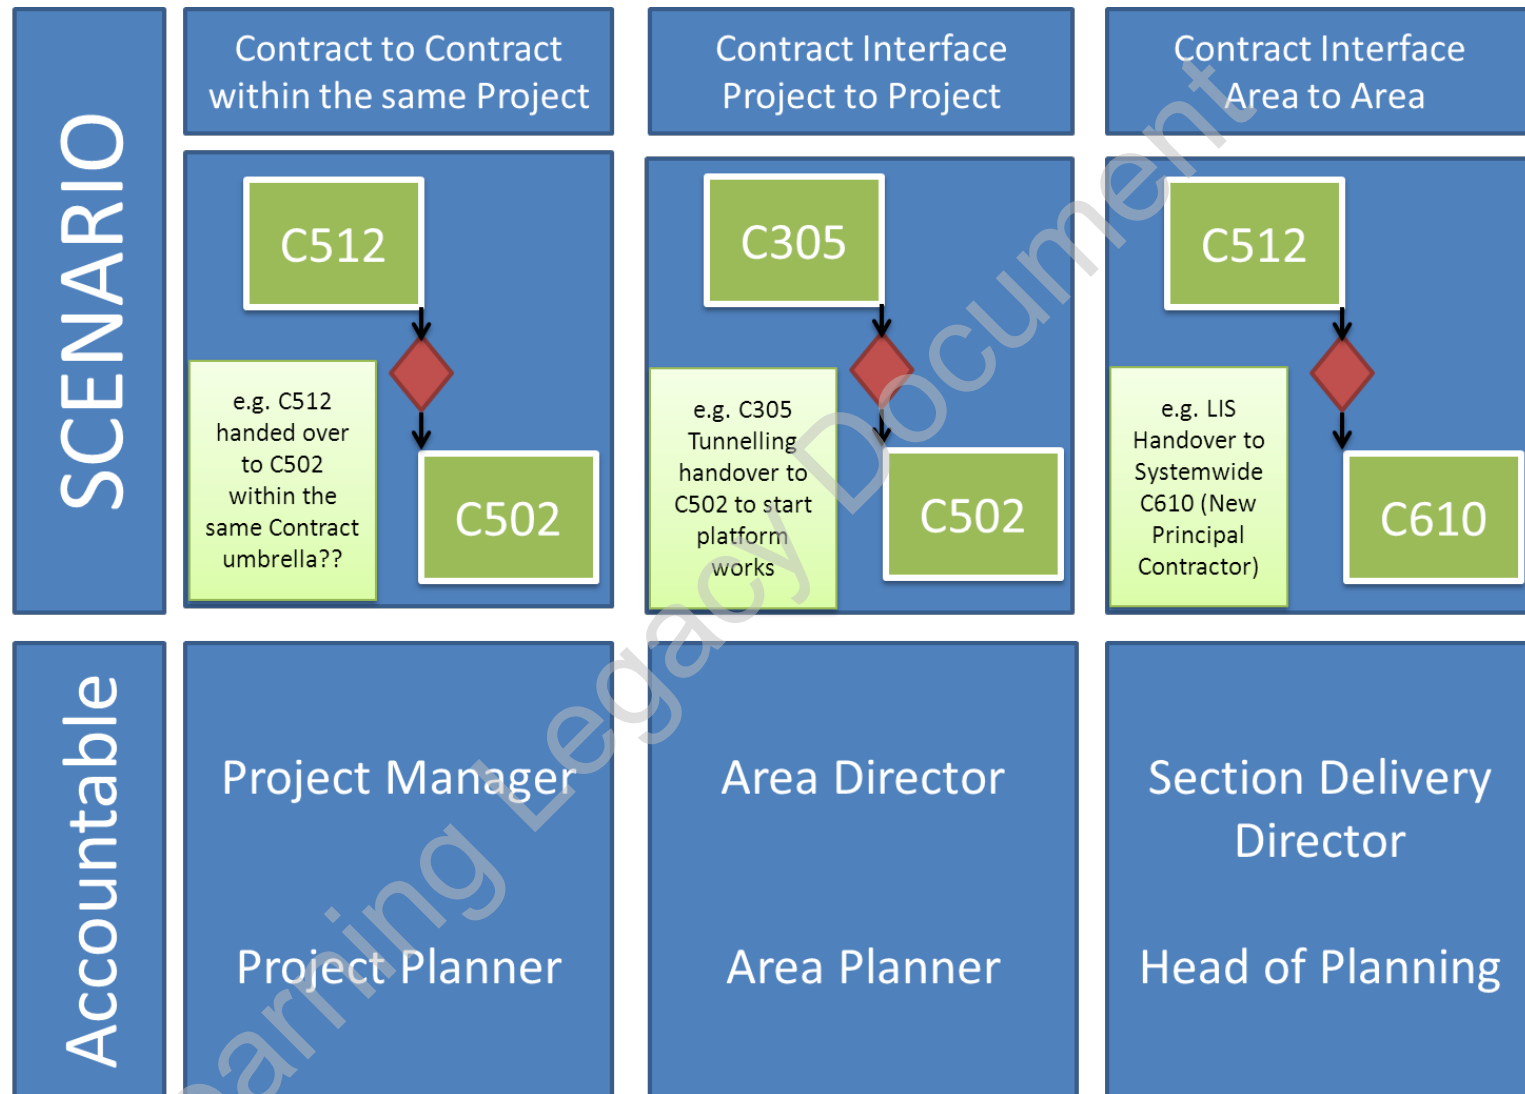 SCENARIO
Contract to Contract
within the same Project
Contract Interface
Project to Project
Contract Interface
Area to Area
C512
e.g. C512
handed over
to C502
within the
same Contract
umbrella??
C502
C305
e.g. C305
Tunnelling
handover to
C502 to start
platform
works
C502
C512
e.g. LIS
Handover to
Systemwide
C610 (New
Principal
Contractor)
C610
Accountable
Project Manager
Project Planner
Area Director
Area Planner
Section Delivery
Director
Head of Planning
arning Legacy Document